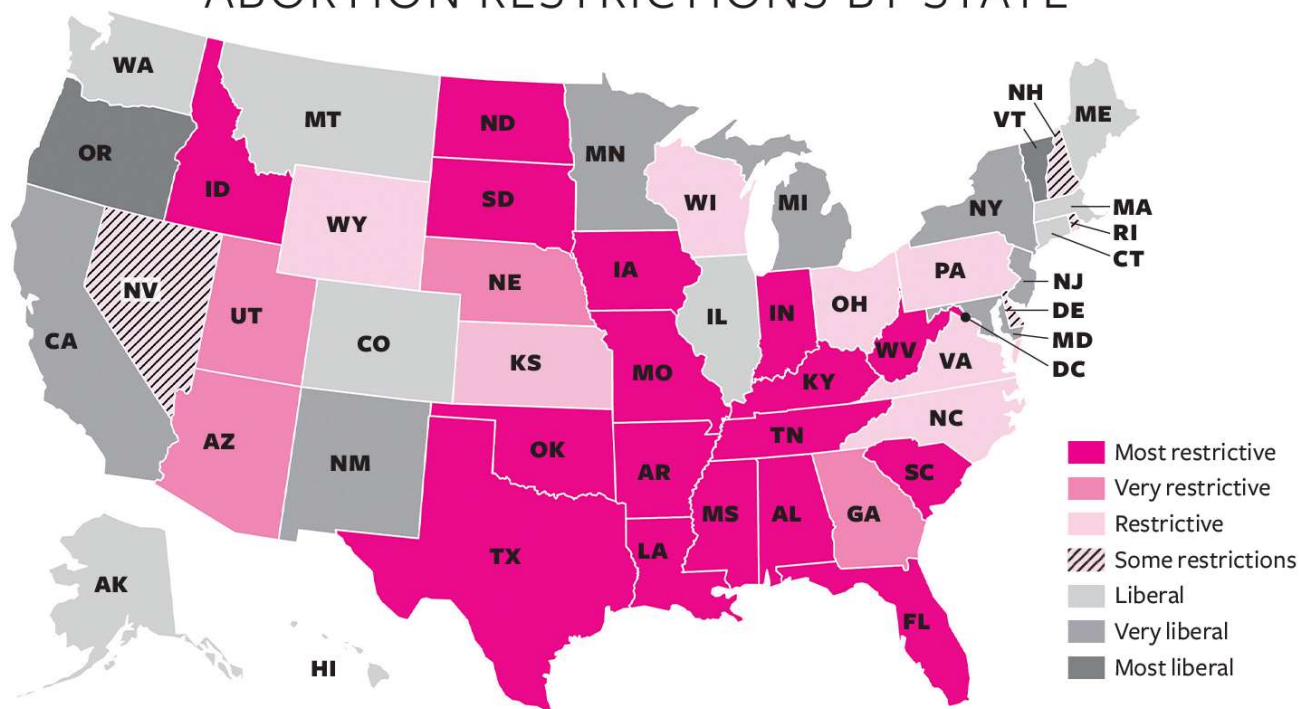 ABORTION RESTRICTIONS BY STATE
WA
MT
ND
MN
OR
ID
SD
WY
WI
MI
NH
VT
ME
NY
MA
RI
CT
NV
UT
NE
IA
PA
NJ
DE
MD
DC
CA
CO
KS
IL
IN
OH
WV
VA
MO
KY
NC
AZ
NM
OK
AR
TN
SC
MS
AL
GA
TX
LA
FL
AK
HI
Most restrictive
Very restrictive
Restrictive
Some restrictions
Liberal
Very liberal
Most liberal